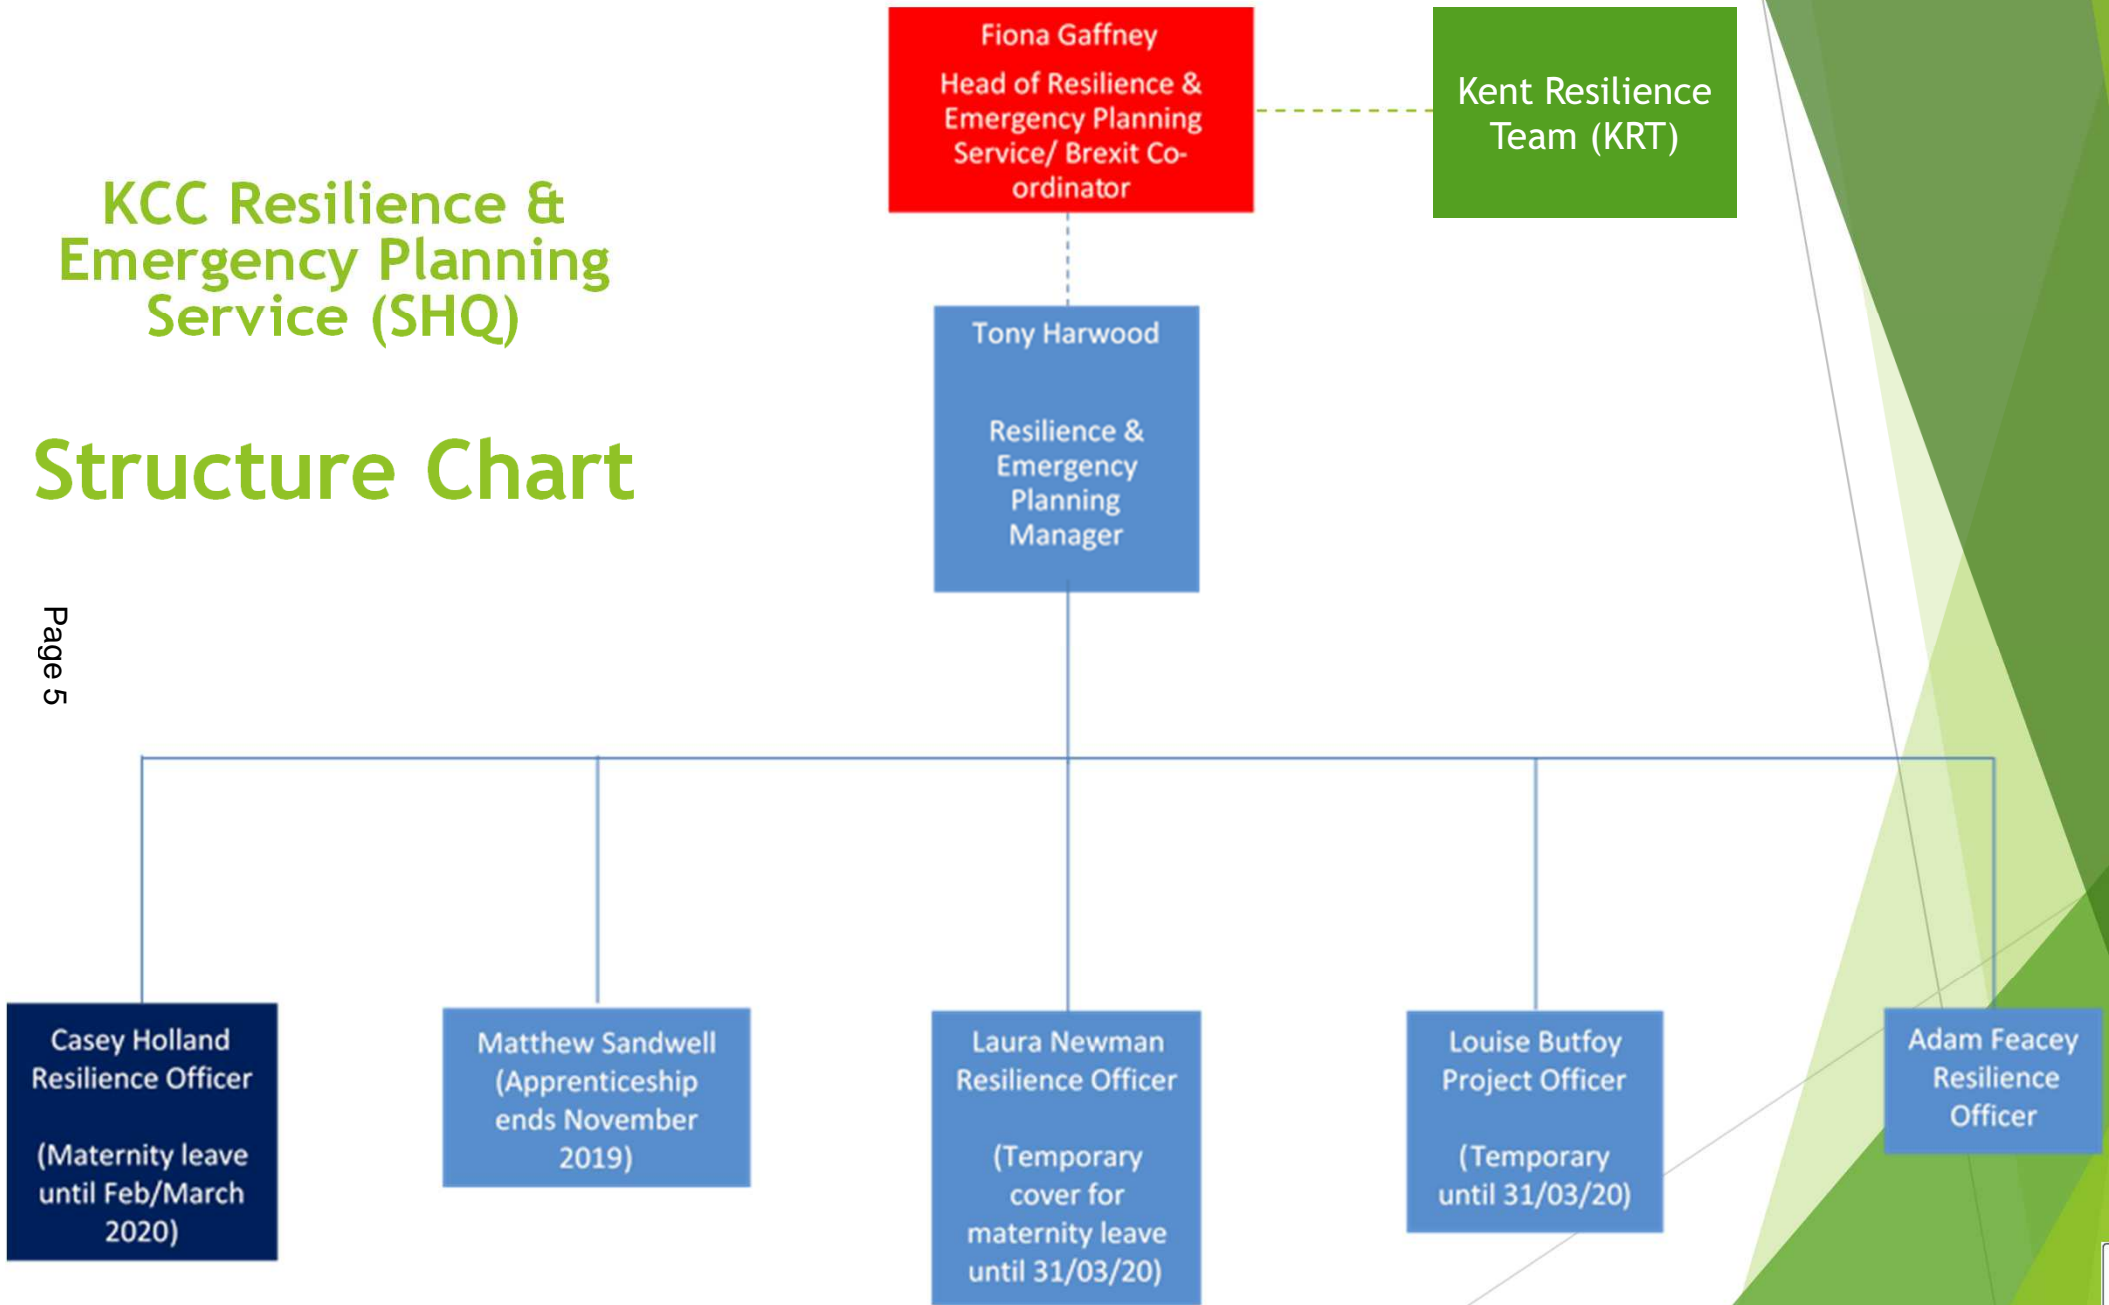 Fiona Gaffney
Head of Resilience &
Emergency Planning
Service/ Brexit Co-
ordinator
Kent Resilience
Team (KRT)
KCC Resilience &
Emergency Planning
Service (SHQ)
Structure Chart
Tony Harwood
Resilience &
Emergency
Planning
Manager
Page 5
Casey Holland
Resilience Officer
(Maternity leave
until Feb/March
2020)
Matthew Sandwell
(Apprenticeship
ends November
2019)
Laura Newman
Resilience Officer
(Temporary
cover for
maternity leave
until 31/03/20)
Louise Butfoy
Project Officer
(Temporary
until 31/03/20)
Adam Feacey
Resilience
Officer